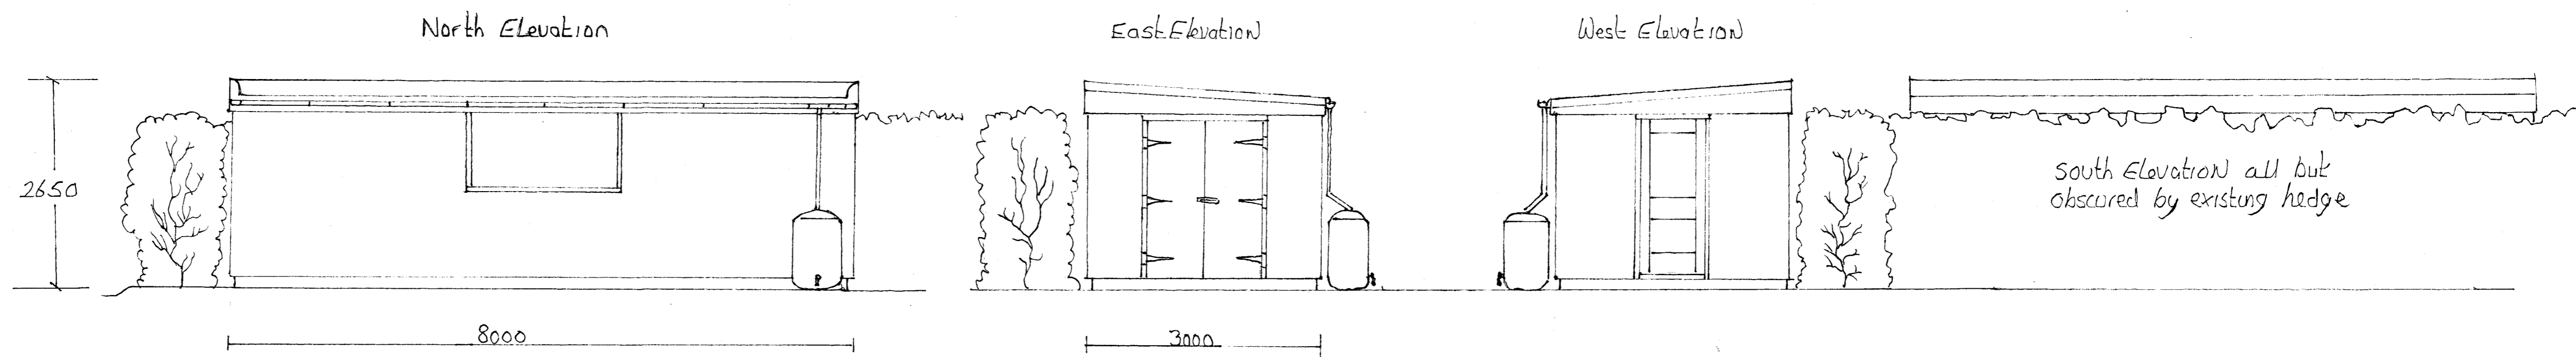 North Elevation
East Elevation
West Elevation
2650
South Elevation all but
obscured by existing hedge
8000
3000